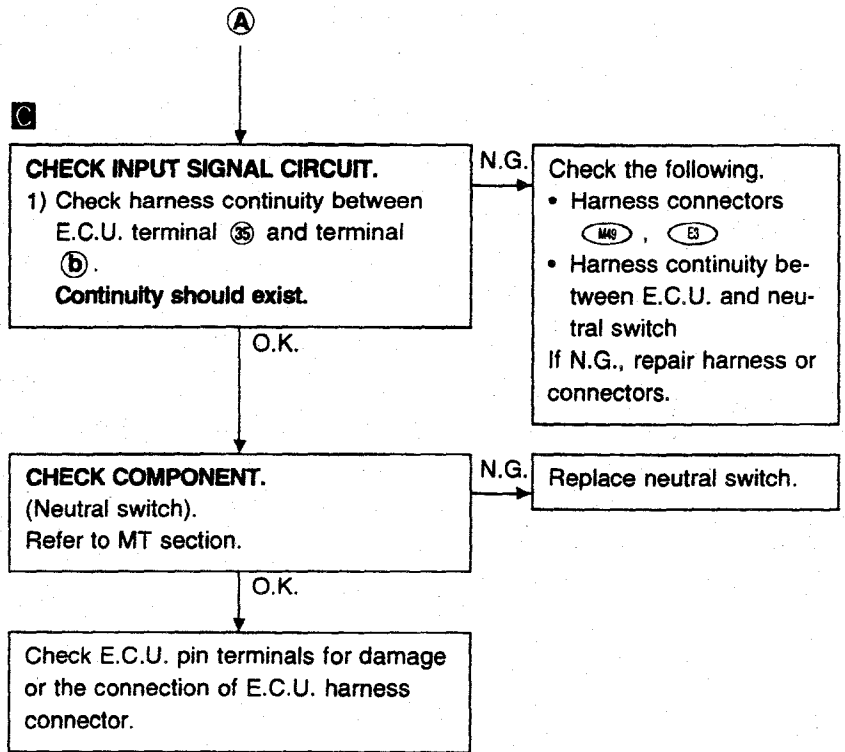 A
C
CHECK INPUT SIGNAL CIRCUIT.
1) Check harness continuity between
E.C.U. terminal 35 and terminal
b.
Continuity should exist.
N.G.
Check the following.
• Harness connectors
M49 , E3
• Harness continuity be-
tween E.C.U. and neu-
tral switch
If N.G., repair harness or
connectors.
O.K.
CHECK COMPONENT.
(Neutral switch).
Refer to MT section.
N.G.
Replace neutral switch.
O.K.
Check E.C.U. pin terminals for damage
or the connection of E.C.U. harness
connector.